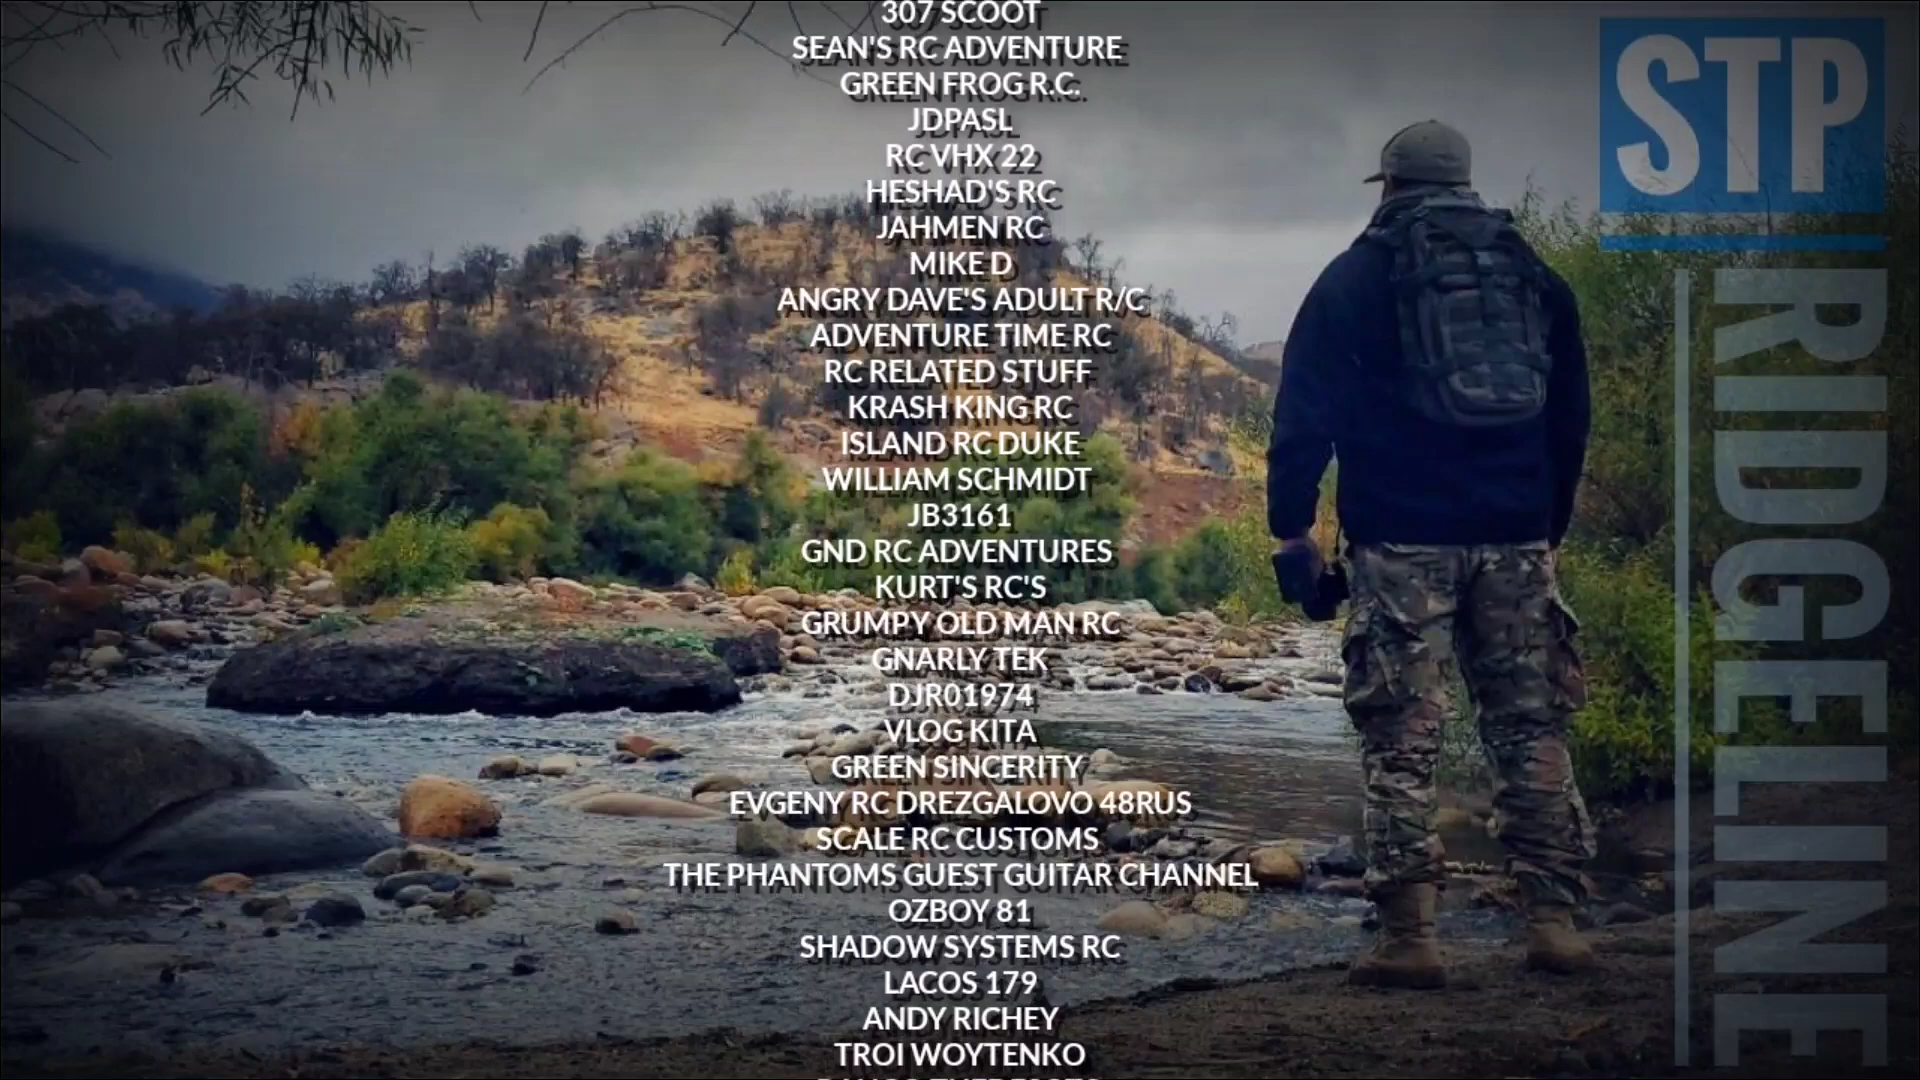 307 SCOOT
SEAN'S RC ADVENTURE
GREEN FROG R.C.
JDPASL
RC VHX 22
HESHAD'S RC
JAHMEN RC
MIKE D
ANGRY DAVE'S ADULT R/C
ADVENTURE TIME RC
RC RELATED STUFF
KRASH KING RC
ISLAND RC DUKE
WILLIAM SCHMIDT
JB3161
GND RC ADVENTURES
KURT'S RC'S
GRUMPY OLD MAN RC
GNARLY TEK
DJR01974
VLOG KITA
GREEN SINCERITY
EVGENY RC DREZGALOVO 48RUS
SCALE RC CUSTOMS
THE PHANTOMS GUEST GUITAR CHANNEL
OZBOY 81
SHADOW SYSTEMS RC
LACOS 179
ANDY RICHEY
TROI WOYTENKO
STP
RIDGELINE